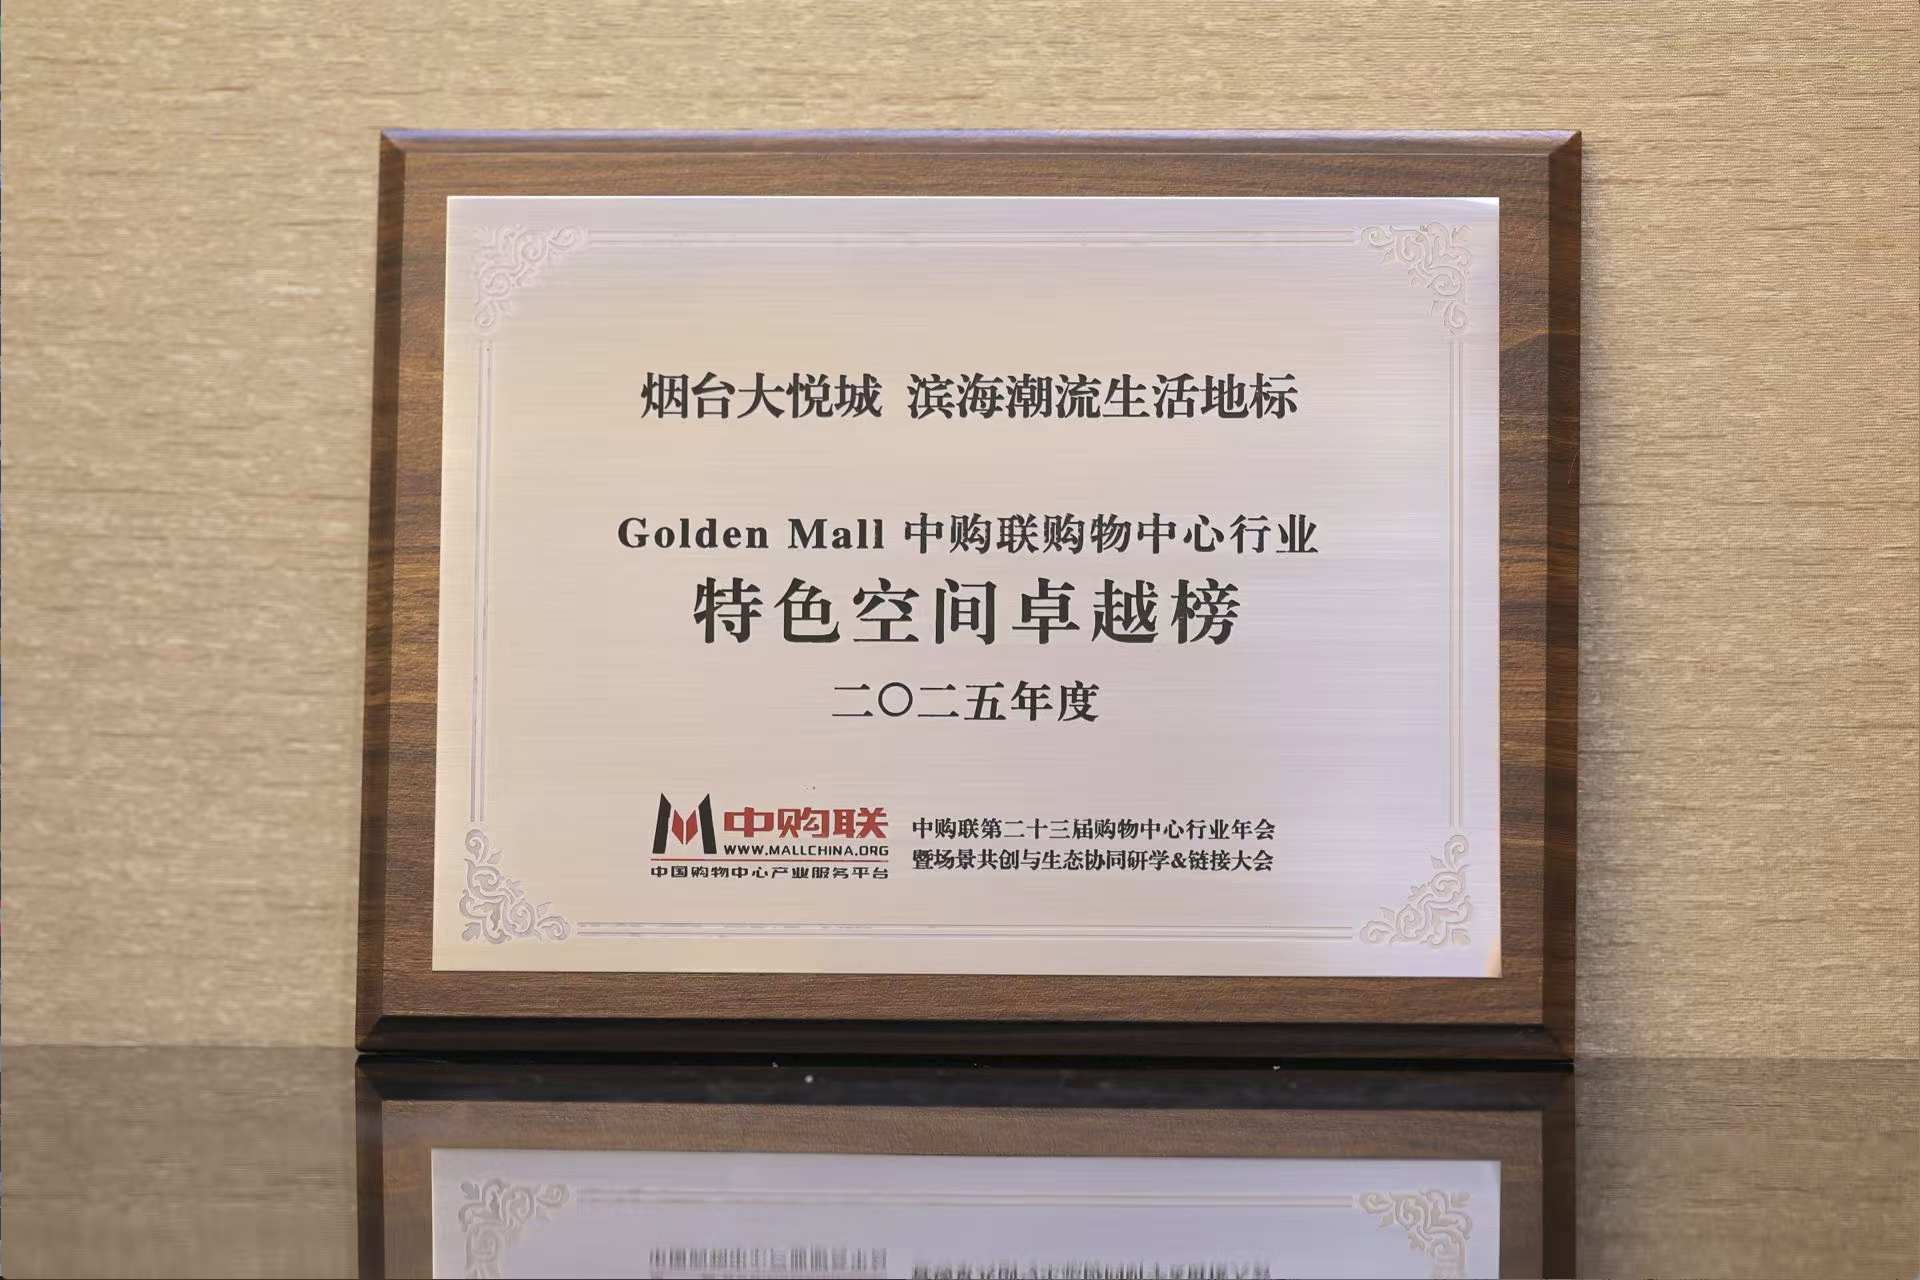 烟台大悦城 滨海潮流生活地标
Golden Mall 中购联购物中心行业
特色空间卓越榜
二〇二五年度
中购联
WWW.MALLCHINA.ORG
中国购物中心产业服务平台
中购联第二十三届购物中心行业年会
暨场景共创与生态协同研学&链接大会